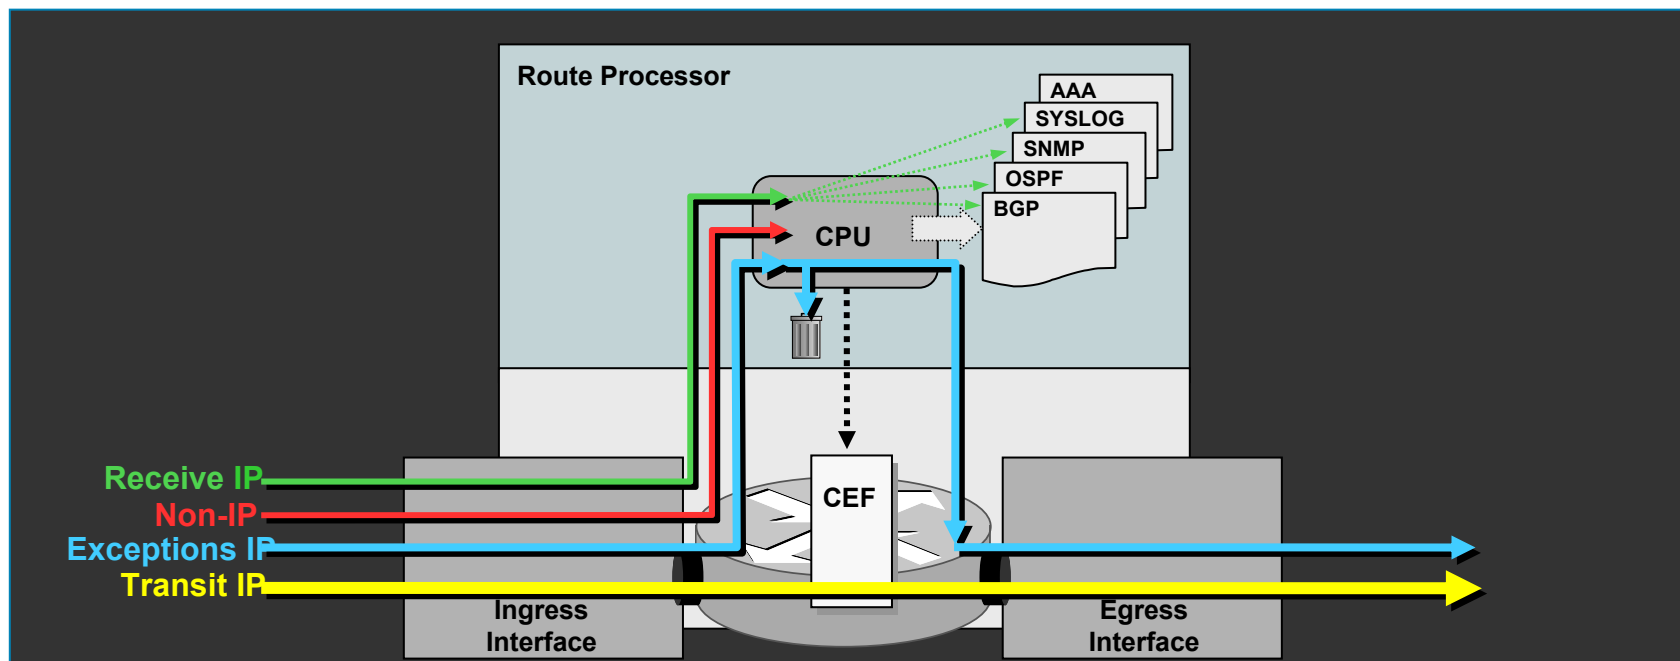 Route Processor
AAA
SYSLOG
SNMP
OSPF
BGP
CPU
Receive IP
Non-IP
Exceptions IP
Transit IP
CEF
Ingress
Interface
Egress
Interface